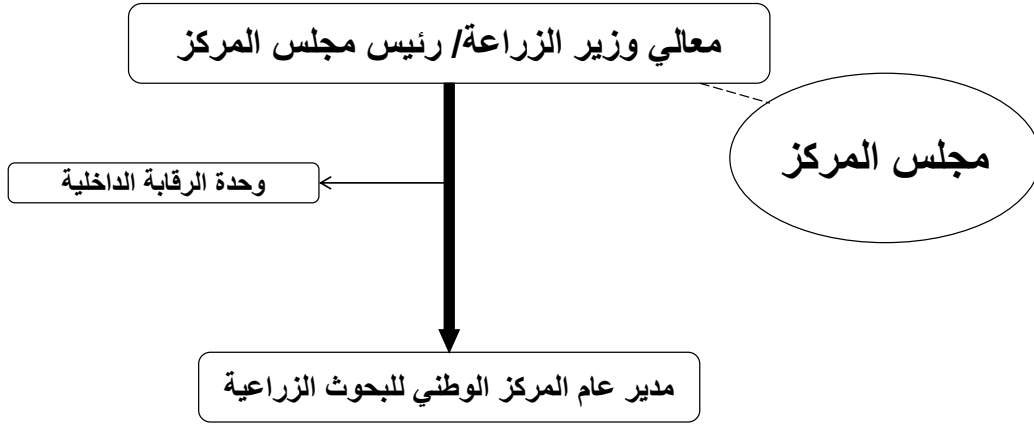 معالي وزير الزراعة/ رئيس مجلس المركز
مجلس المركز
وحدة الرقابة الداخلية
مدير عام المركز الوطني للبحوث الزراعية